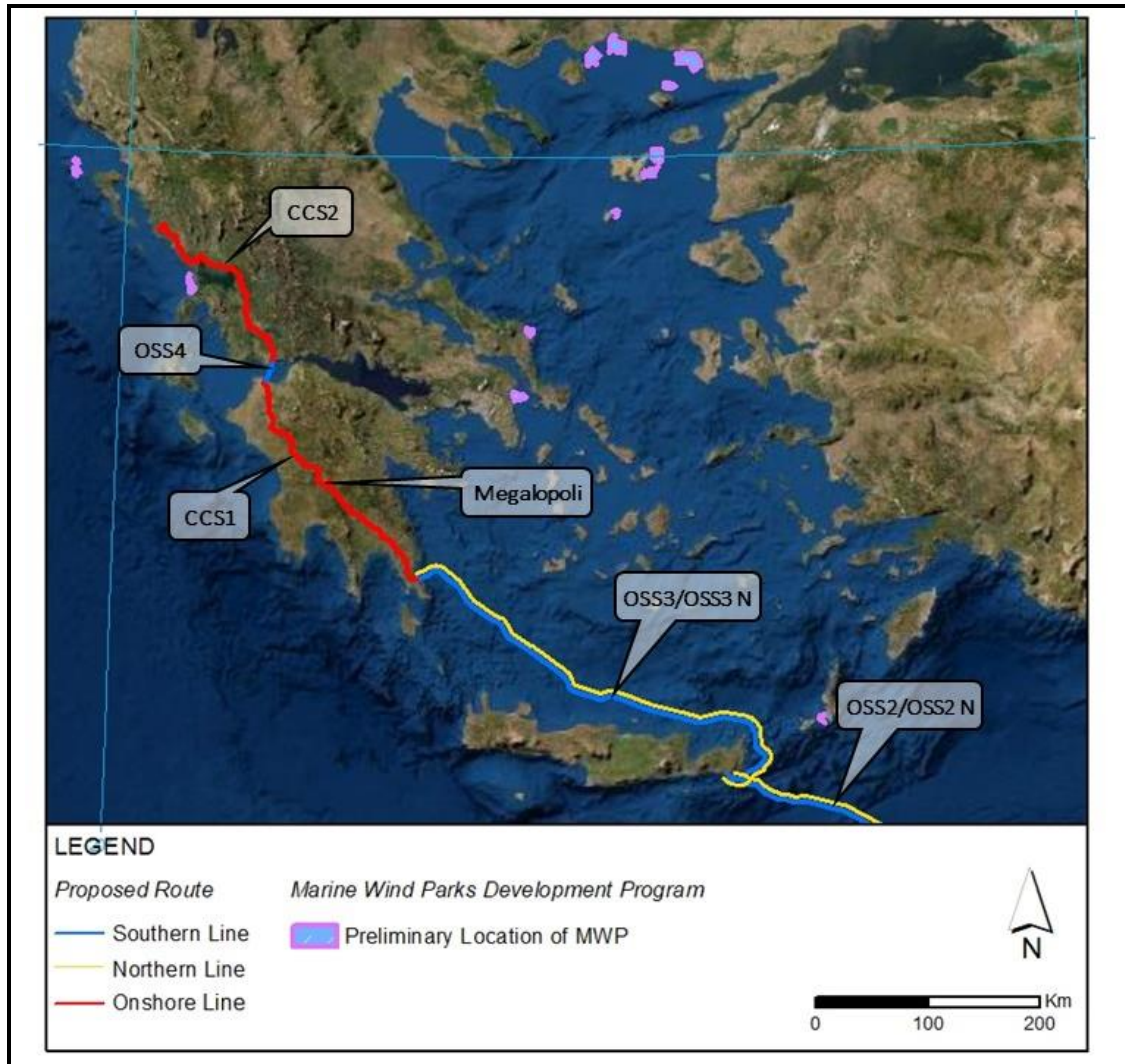 CCS2
OSS4
CCS1
Megalopoli
OSS3/OSS3 N
OSS2/OSS2 N
LEGEND
Proposed Route
Marine Wind Parks Development Program
Southern Line
Preliminary Location of MWP
Northern Line
Onshore Line
N
Km
0 100 200